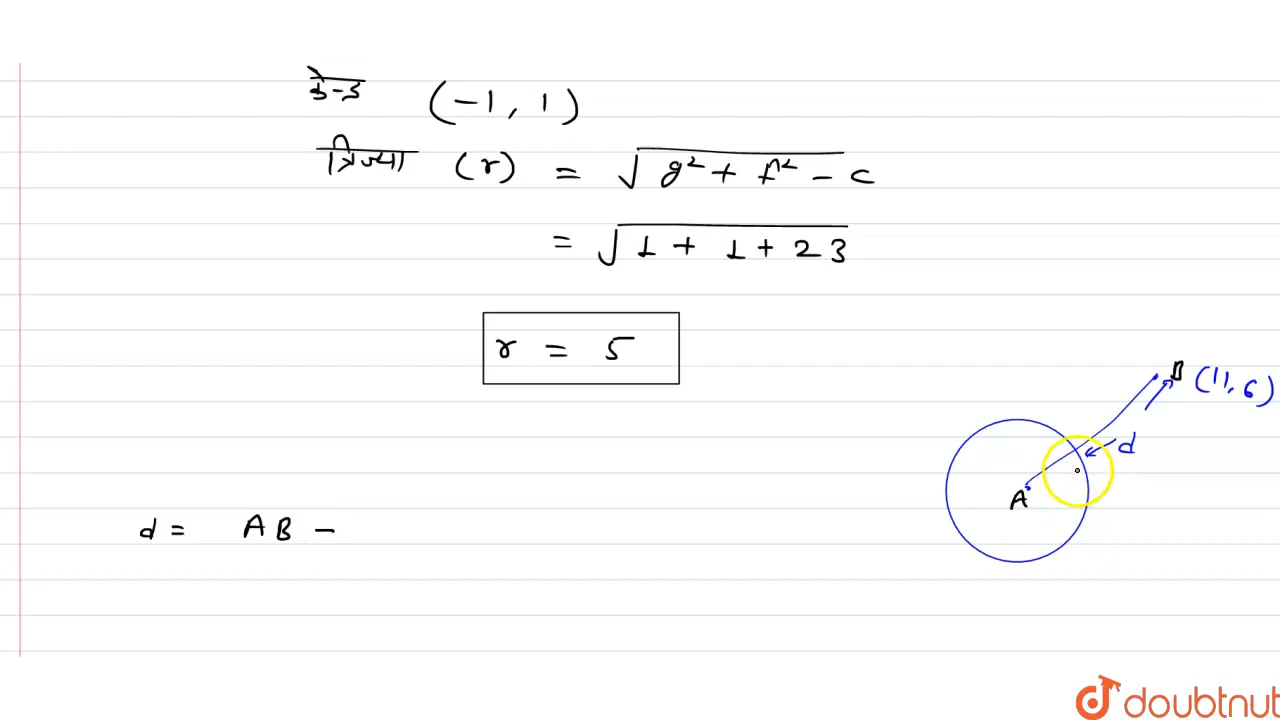 केन्द्र (-1, 1)
त्रिज्या (r) = √g² + f² - c
= √1 + 1 + 23
r = 5
B (11, 6)
d
A
d = AB -
doubtnut